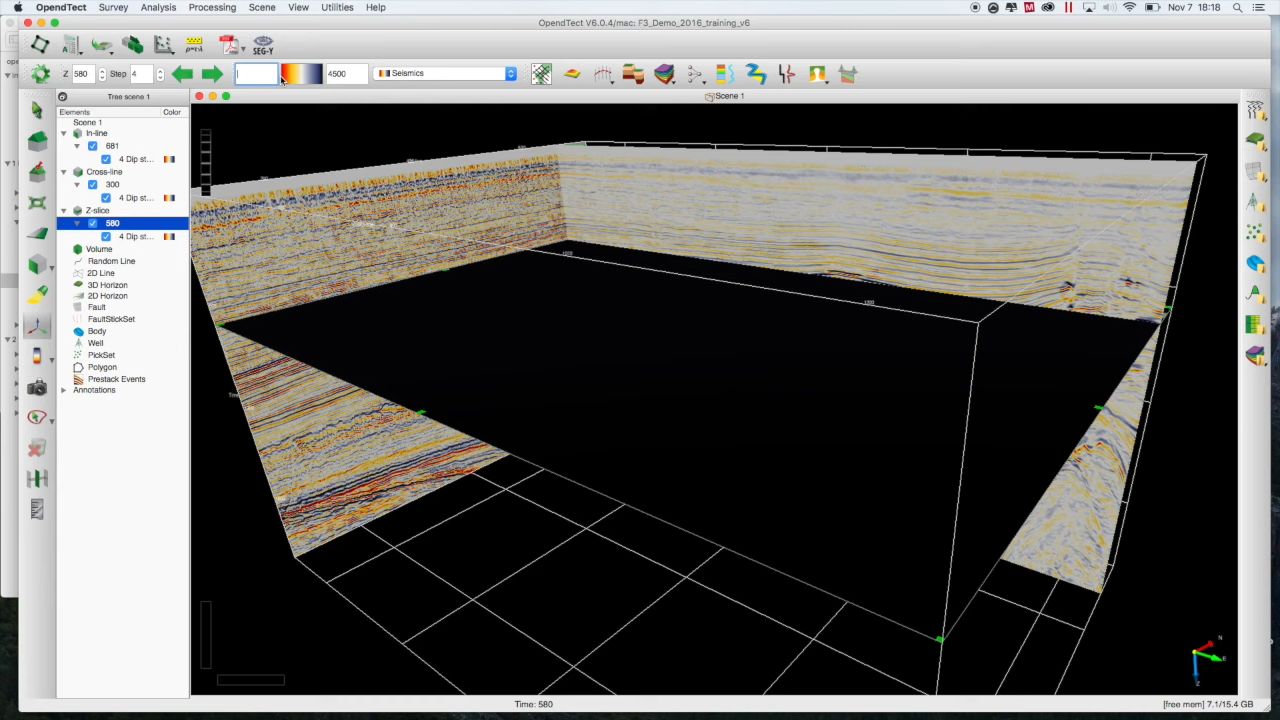 OpendTect Survey Analysis Processing Scene View Utilities Help
Nov 7 18:18
OpendTect V6.0.4/mac: F3_Demo_2016_training_v6
SEG-Y
Z 580 Step 4 4500 Seismics
Tree scene 1
Scene 1
Elements Color
Scene 1
In-line
681
4 Dip st...
Cross-line
300
4 Dip st...
Z-slice
580
4 Dip st...
Volume
Random Line
2D Line
3D Horizon
2D Horizon
Fault
FaultStickSet
Body
Well
PickSet
Polygon
Prestack Events
Annotations
N
E
Z
Time: 580
[free mem] 7.1/15.4 GB